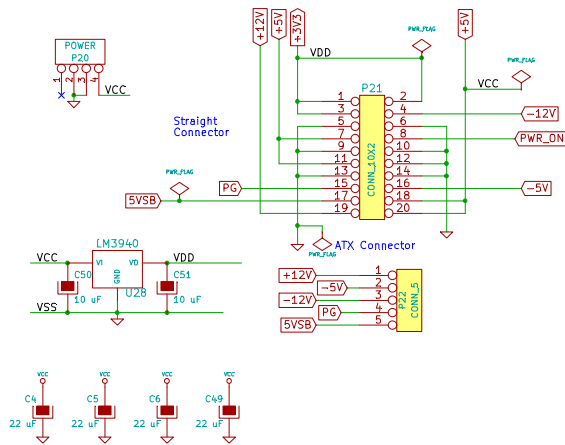 +12V
+5V
+3V3
+5V
PWR_FLAG
PWR_FLAG
POWER
P20
1
2
3
4
VCC
VDD
VCC
P21
CONN_10X2
1
3
5
7
9
11
13
15
17
19
2
4
6
8
10
12
14
16
18
20
-12V
PWR_ON
-5V
Straight
Connector
PWR_FLAG
PG
5VSB
PWR_FLAG
ATX Connector
LM3940
VCC
VI
VO
GND
VDD
C50
10 uF
U28
C51
10 uF
VSS
+12V
-5V
-12V
PG
5VSB
1
2
3
4
5
P22
CONN_5
VCC
C4
22 uF
VCC
C5
22 uF
VCC
C6
22 uF
VCC
C49
22 uF